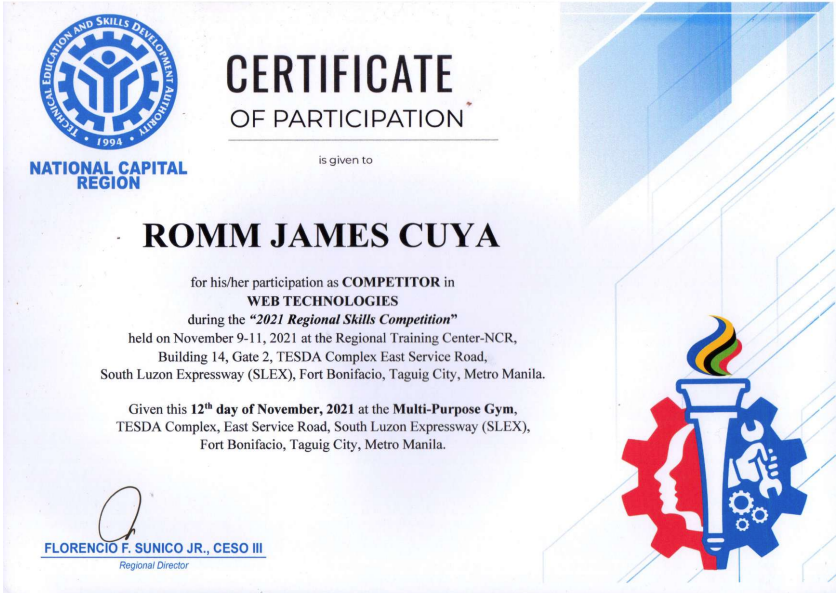 TECHNICAL EDUCATION AND SKILLS DEVELOPMENT AUTHORITY
• 1994 •
NATIONAL CAPITAL
REGION
CERTIFICATE
OF PARTICIPATION
is given to
ROMM JAMES CUYA
for his/her participation as COMPETITOR in
WEB TECHNOLOGIES
during the “2021 Regional Skills Competition”
held on November 9-11, 2021 at the Regional Training Center-NCR,
Building 14, Gate 2, TESDA Complex East Service Road,
South Luzon Expressway (SLEX), Fort Bonifacio, Taguig City, Metro Manila.
Given this 12th day of November, 2021 at the Multi-Purpose Gym,
TESDA Complex, East Service Road, South Luzon Expressway (SLEX),
Fort Bonifacio, Taguig City, Metro Manila.
FLORENCIO F. SUNICO JR., CESO III
Regional Director